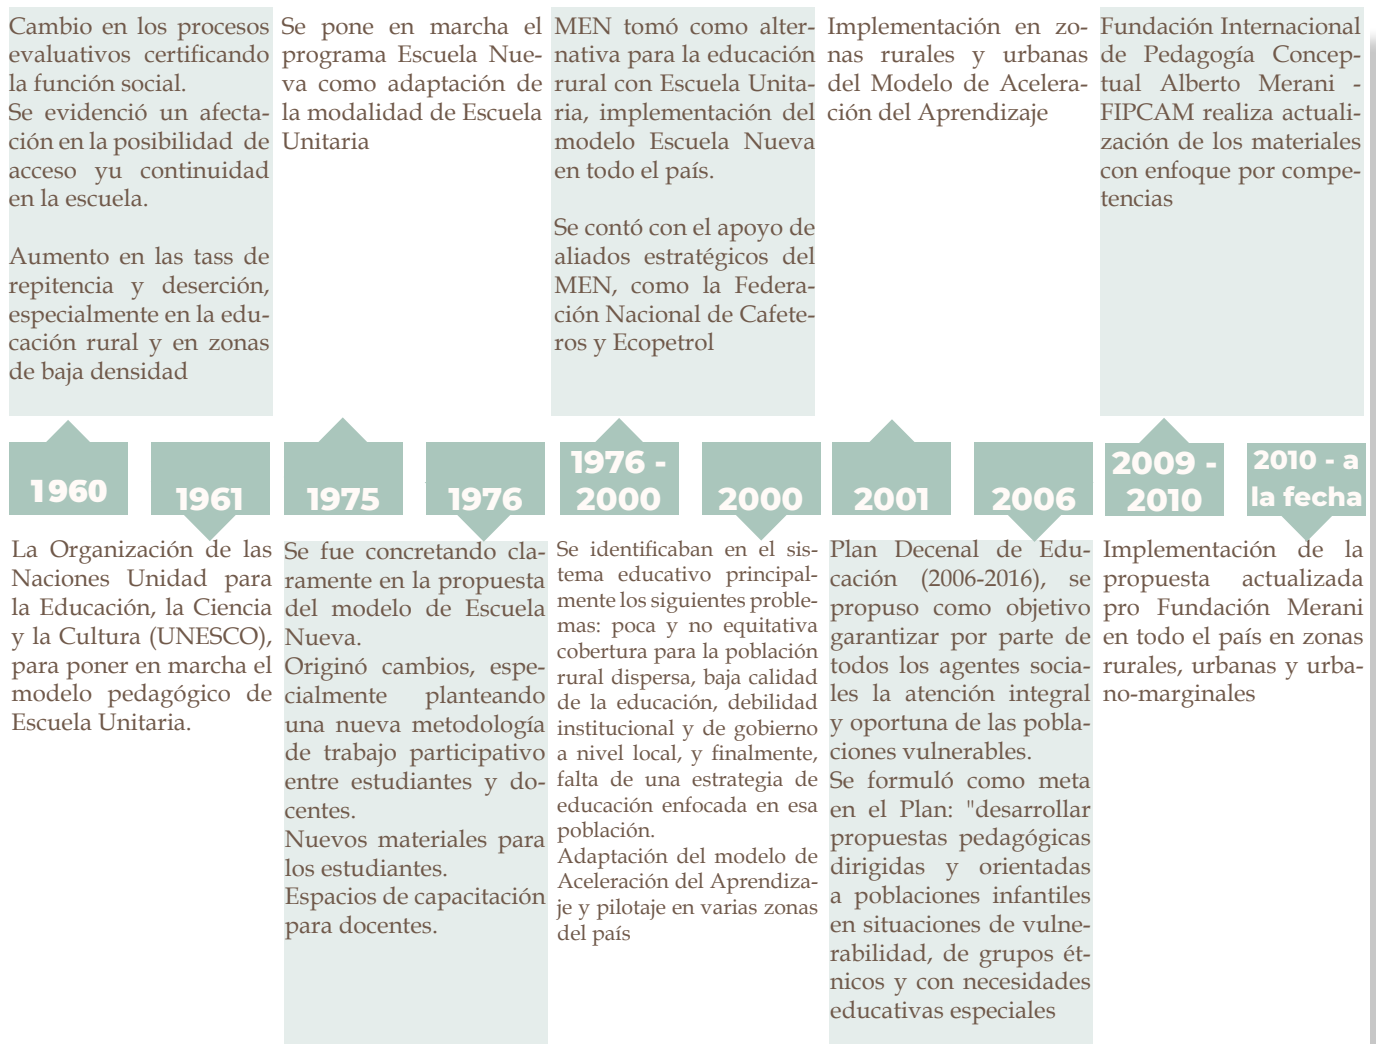 Cambio en los procesos
evaluativos certificando
la función social.
Se evidenció un afecta-
ción en la posibilidad de
acceso yu continuidad
en la escuela.
Aumento en las tass de
repitencia y deserción,
especialmente en la edu-
cación rural y en zonas
de baja densidad
Se pone en marcha el
programa Escuela Nue-
va como adaptación de
la modalidad de Escuela
Unitaria
MEN tomó como alter-
nativa para la educación
rural con Escuela Unita-
ria, implementación del
modelo Escuela Nueva
en todo el país.
Se contó con el apoyo de
aliados estratégicos del
MEN, como la Federa-
ción Nacional de Cafete-
ros y Ecopetrol
Implementación en zo-
nas rurales y urbanas
del Modelo de Acelera-
ción del Aprendizaje
Fundación Internacional
de Pedagogía Concep-
tual Alberto Merani -
FIPCAM realiza actuali-
zación de los materiales
con enfoque por compe-
tencias
1960
1961
1975
1976
1976 -
2000
2000
2001
2006
2009 -
2010
2010 - a
la fecha
La Organización de las
Naciones Unidad para
la Educación, la Ciencia
y la Cultura (UNESCO),
para poner en marcha el
modelo pedagógico de
Escuela Unitaria.
Se fue concretando cla-
ramente en la propuesta
del modelo de Escuela
Nueva.
Originó cambios, espe-
cialmente planteando
una nueva metodología
de trabajo participativo
entre estudiantes y do-
centes.
Nuevos materiales para
los estudiantes.
Espacios de capacitación
para docentes.
Se identificaban en el sis-
tema educativo principal-
mente los siguientes proble-
mas: poca y no equitativa
cobertura para la población
rural dispersa, baja calidad
de la educación, debilidad
institucional y de gobierno
a nivel local, y finalmente,
falta de una estrategia de
educación enfocada en esa
población.
Adaptación del modelo de
Aceleración del Aprendiza-
je y pilotaje en varias zonas
del país
Plan Decenal de Edu-
cación (2006-2016), se
propuso como objetivo
garantizar por parte de
todos los agentes socia-
les la atención integral
y oportuna de las pobla-
ciones vulnerables.
Se formuló como meta
en el Plan: "desarrollar
propuestas pedagógicas
dirigidas y orientadas
a poblaciones infantiles
en situaciones de vulne-
rabilidad, de grupos ét-
nicos y con necesidades
educativas especiales
Implementación de la
propuesta actualizada
pro Fundación Merani
en todo el país en zonas
rurales, urbanas y urba-
no-marginales